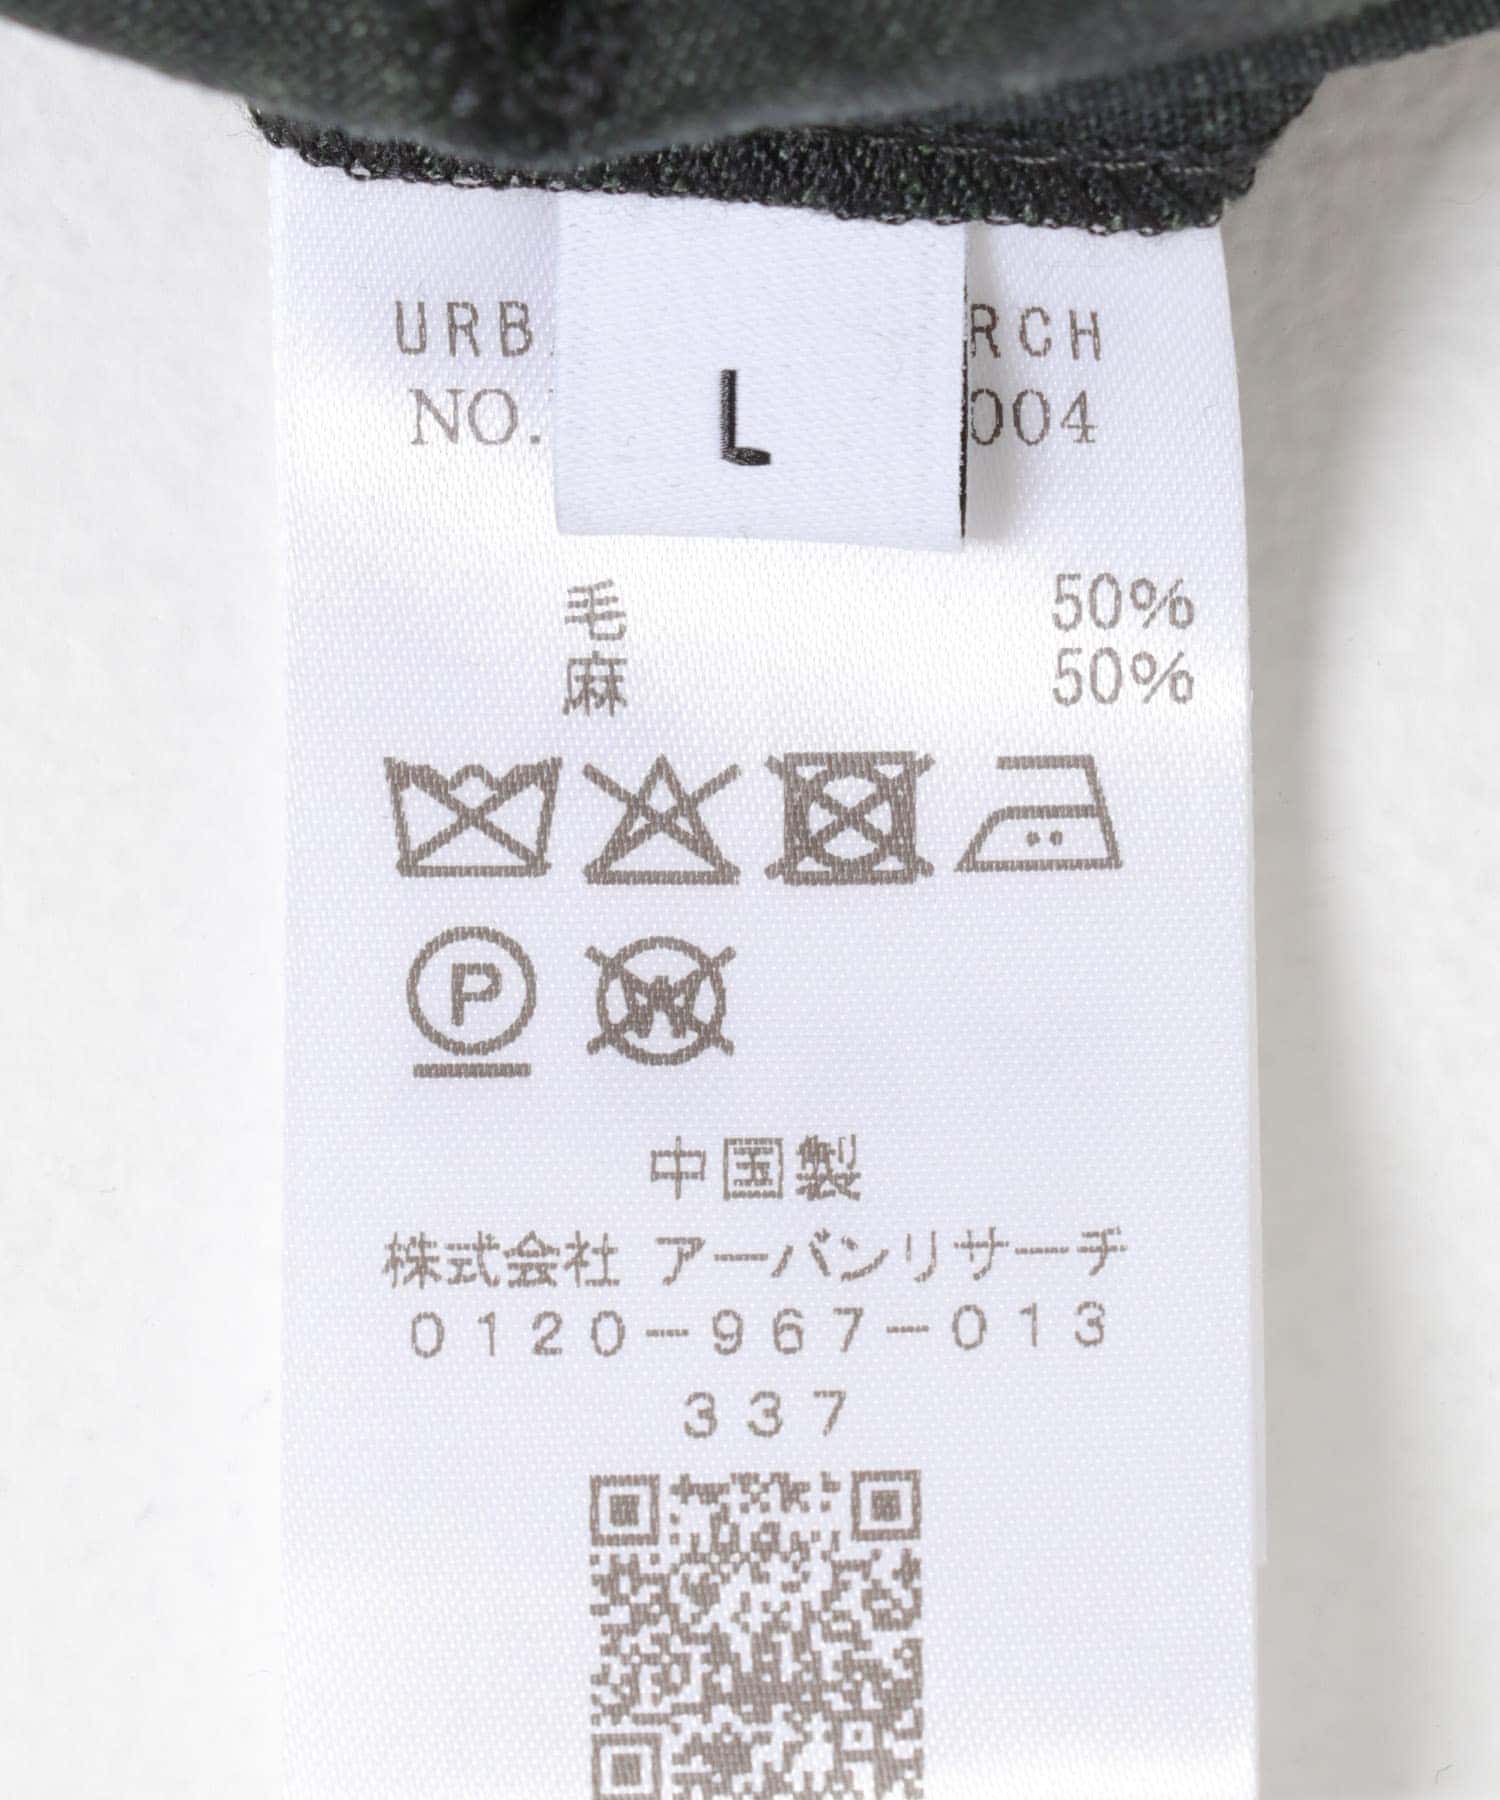 L
RCH
NO.
004
毛 50%
麻 50%
P
W
中国製
株式会社 アーバンリサーチ
0120-967-013
337